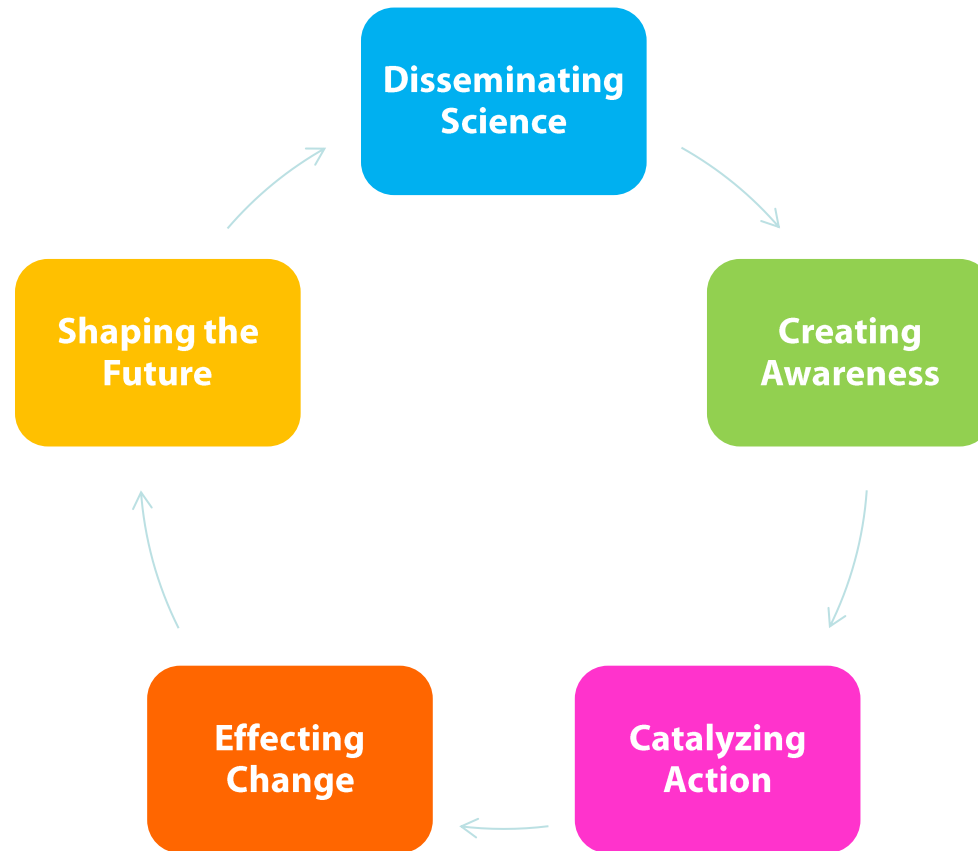 Disseminating
Science
Creating
Awareness
Catalyzing
Action
Effecting
Change
Shaping the
Future